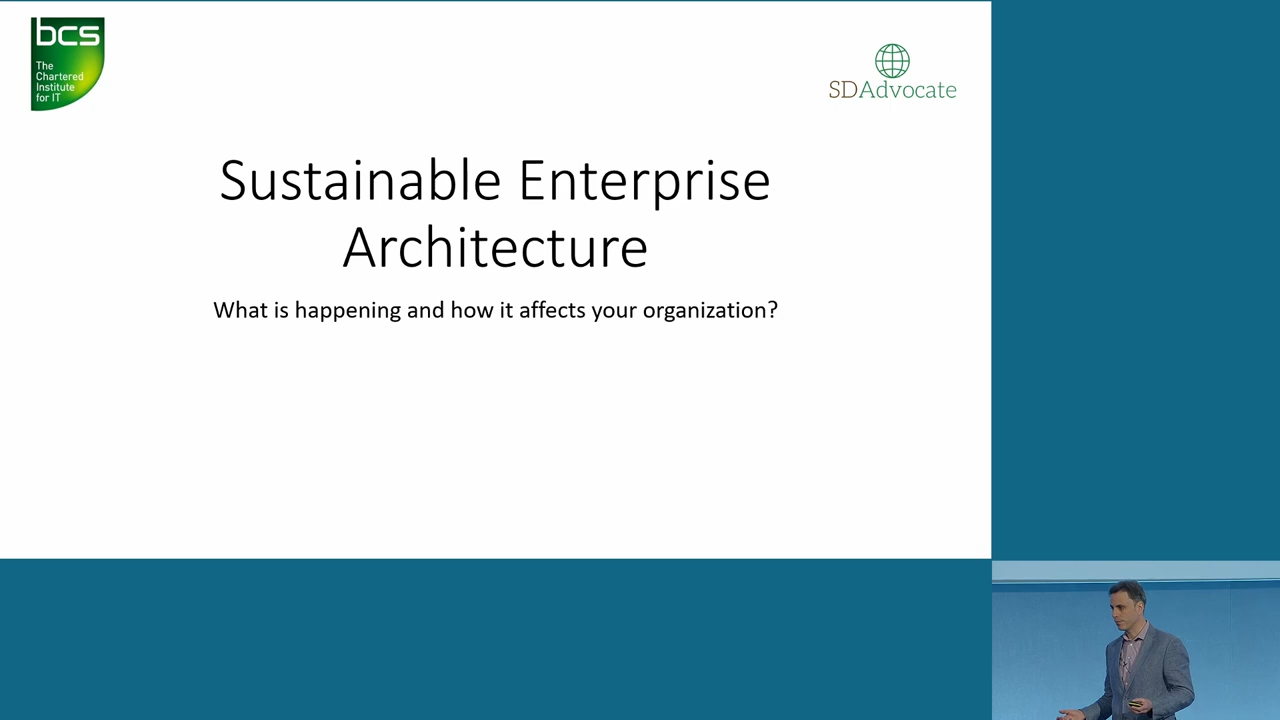 bcs
The
Chartered
Institute
for IT
SDAdvocate
Sustainable Enterprise
Architecture
What is happening and how it affects your organization?